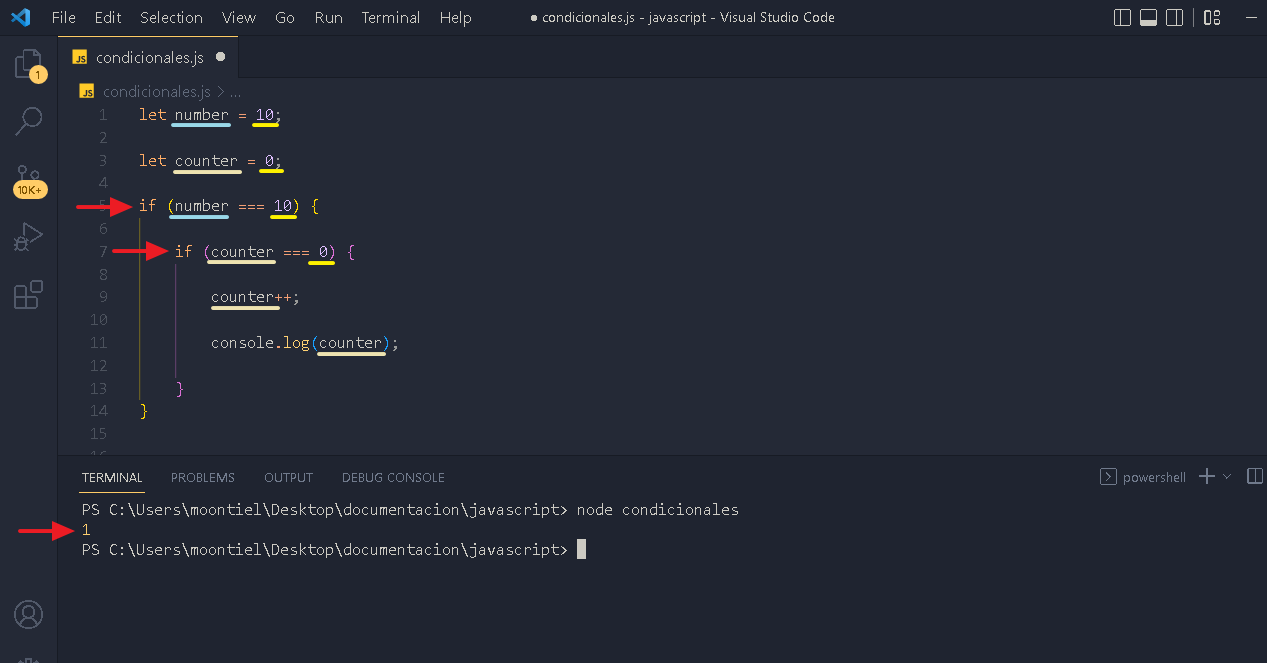 File Edit Selection View Go Run Terminal Help ● condicionales.js - javascript - Visual Studio Code
JS condicionales.js ●
1
JS condicionales.js > ...
1 let number = 10;
2
3 let counter = 0;
4
10K+
5 if (number === 10) {
6
7 if (counter === 0) {
8
9 counter++;
10
11 console.log(counter);
12
13 }
14 }
15
16
TERMINAL PROBLEMS OUTPUT DEBUG CONSOLE powershell
PS C:\Users\moontiel\Desktop\documentacion\javascript> node condicionales
1
PS C:\Users\moontiel\Desktop\documentacion\javascript>